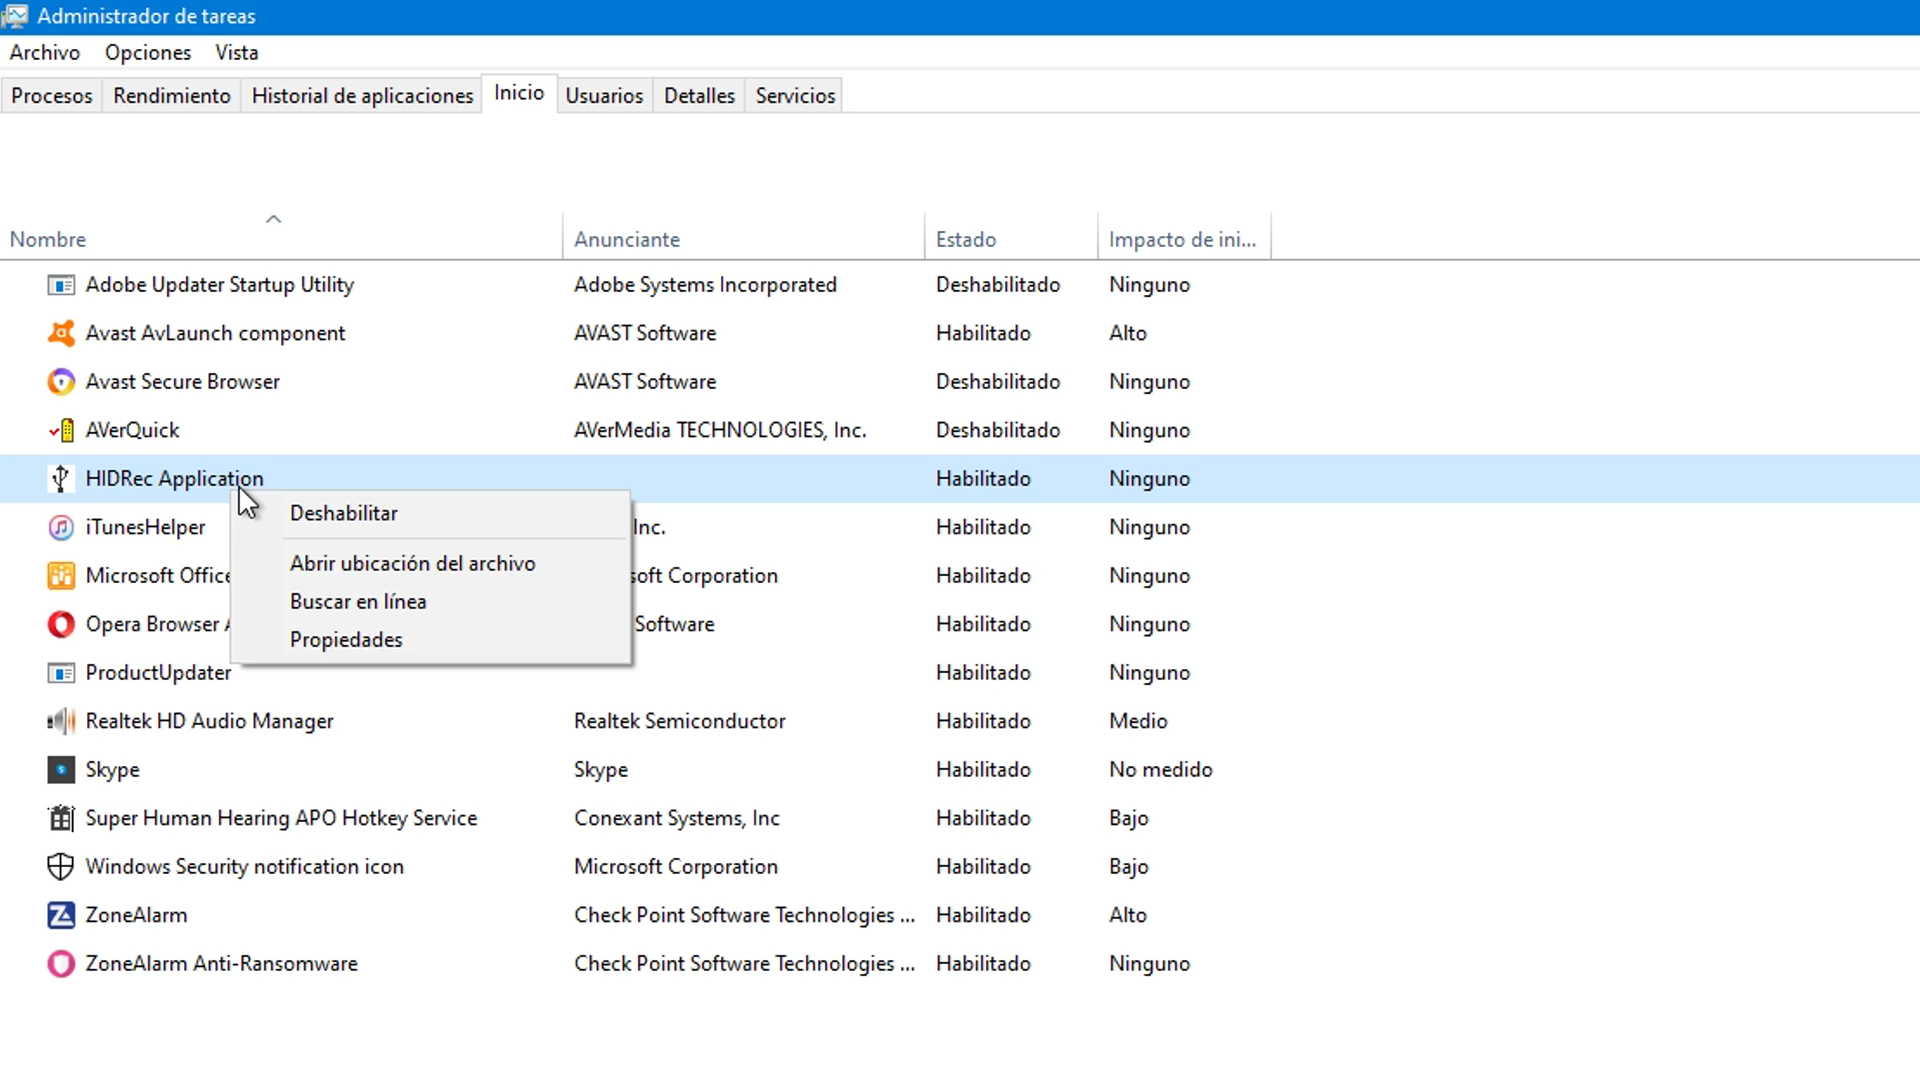 Administrador de tareas
Archivo Opciones Vista
Procesos Rendimiento Historial de aplicaciones Inicio Usuarios Detalles Servicios
Nombre Anunciante Estado Impacto de ini...
Adobe Updater Startup Utility Adobe Systems Incorporated Deshabilitado Ninguno
Avast AvLaunch component AVAST Software Habilitado Alto
Avast Secure Browser AVAST Software Deshabilitado Ninguno
AVerQuick AVerMedia TECHNOLOGIES, Inc. Deshabilitado Ninguno
HIDRec Application Habilitado Ninguno
Deshabilitar
iTunesHelper Inc. Habilitado Ninguno
Abrir ubicación del archivo
Microsoft Office soft Corporation Habilitado Ninguno
Buscar en línea
Opera Browser Software Habilitado Ninguno
Propiedades
ProductUpdater Habilitado Ninguno
Realtek HD Audio Manager Realtek Semiconductor Habilitado Medio
Skype Skype Habilitado No medido
Super Human Hearing APO Hotkey Service Conexant Systems, Inc Habilitado Bajo
Windows Security notification icon Microsoft Corporation Habilitado Bajo
ZoneAlarm Check Point Software Technologies ... Habilitado Alto
ZoneAlarm Anti-Ransomware Check Point Software Technologies ... Habilitado Ninguno